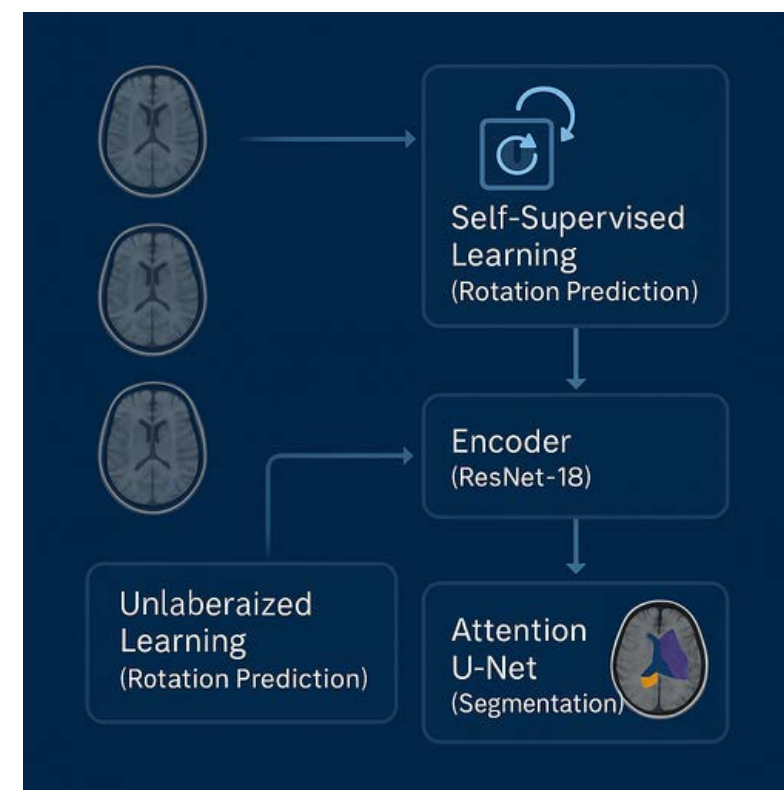 Self-Supervised
Learning
(Rotation Prediction)
Encoder
(ResNet-18)
Unlaberaized
Learning
(Rotation Prediction)
Attention
U-Net
(Segmentation)